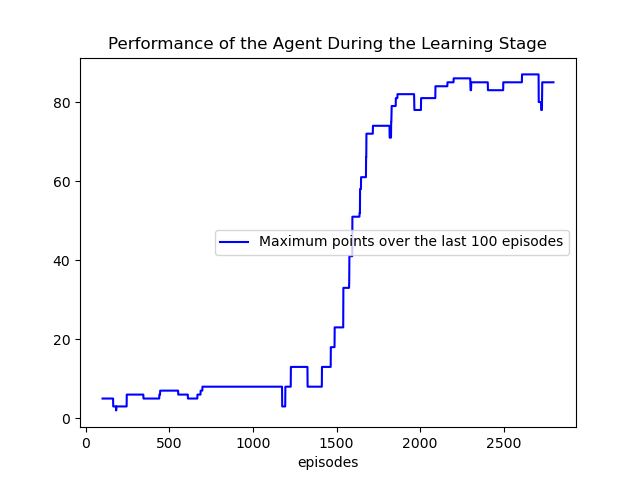 Performance of the Agent During the Learning Stage
80
60
Maximum points over the last 100 episodes
40
20
0
0 500 1000 1500 2000 2500
episodes